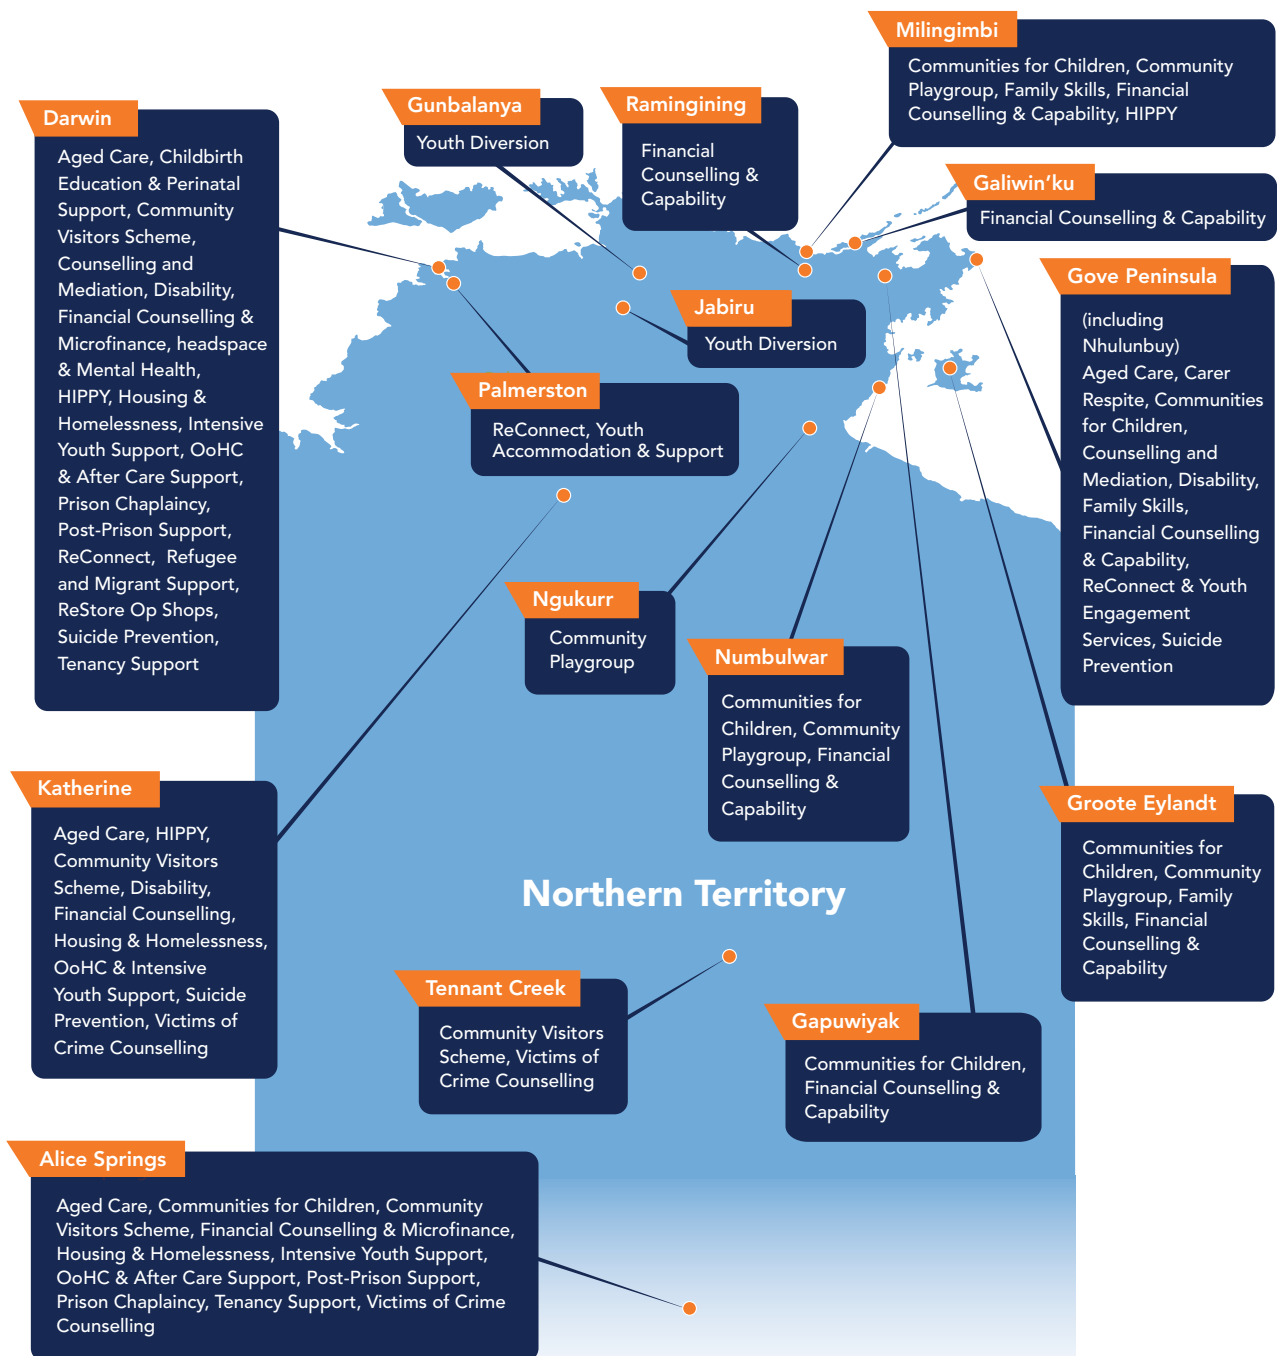 Milingimbi
Communities for Children, Community
Playgroup, Family Skills, Financial
Counselling & Capability, HIPPY
Darwin
Aged Care, Childbirth
Education & Perinatal
Support, Community
Visitors Scheme,
Counselling and
Mediation, Disability,
Financial Counselling &
Microfinance, headspace
& Mental Health,
HIPPY, Housing &
Homelessness, Intensive
Youth Support, OoHC
& After Care Support,
Prison Chaplaincy,
Post-Prison Support,
ReConnect, Refugee
and Migrant Support,
ReStore Op Shops,
Suicide Prevention,
Tenancy Support
Gunbalanya
Youth Diversion
Ramingining
Financial
Counselling &
Capability
Galiwin’ku
Financial Counselling & Capability
Gove Peninsula
(including
Nhulunbuy)
Aged Care, Carer
Respite, Communities
for Children,
Counselling and
Mediation, Disability,
Family Skills,
Financial Counselling
& Capability,
ReConnect & Youth
Engagement
Services, Suicide
Prevention
Jabiru
Youth Diversion
Palmerston
ReConnect, Youth
Accommodation & Support
Ngukurr
Community
Playgroup
Numbulwar
Communities for
Children, Community
Playgroup, Financial
Counselling &
Capability
Katherine
Aged Care, HIPPY,
Community Visitors
Scheme, Disability,
Financial Counselling,
Housing & Homelessness,
OoHC & Intensive
Youth Support, Suicide
Prevention, Victims of
Crime Counselling
Groote Eylandt
Communities for
Children, Community
Playgroup, Family
Skills, Financial
Counselling &
Capability
Northern Territory
Tennant Creek
Community Visitors
Scheme, Victims of
Crime Counselling
Gapuwiyak
Communities for Children,
Financial Counselling &
Capability
Alice Springs
Aged Care, Communities for Children, Community
Visitors Scheme, Financial Counselling & Microfinance,
Housing & Homelessness, Intensive Youth Support,
OoHC & After Care Support, Post-Prison Support,
Prison Chaplaincy, Tenancy Support, Victims of Crime
Counselling